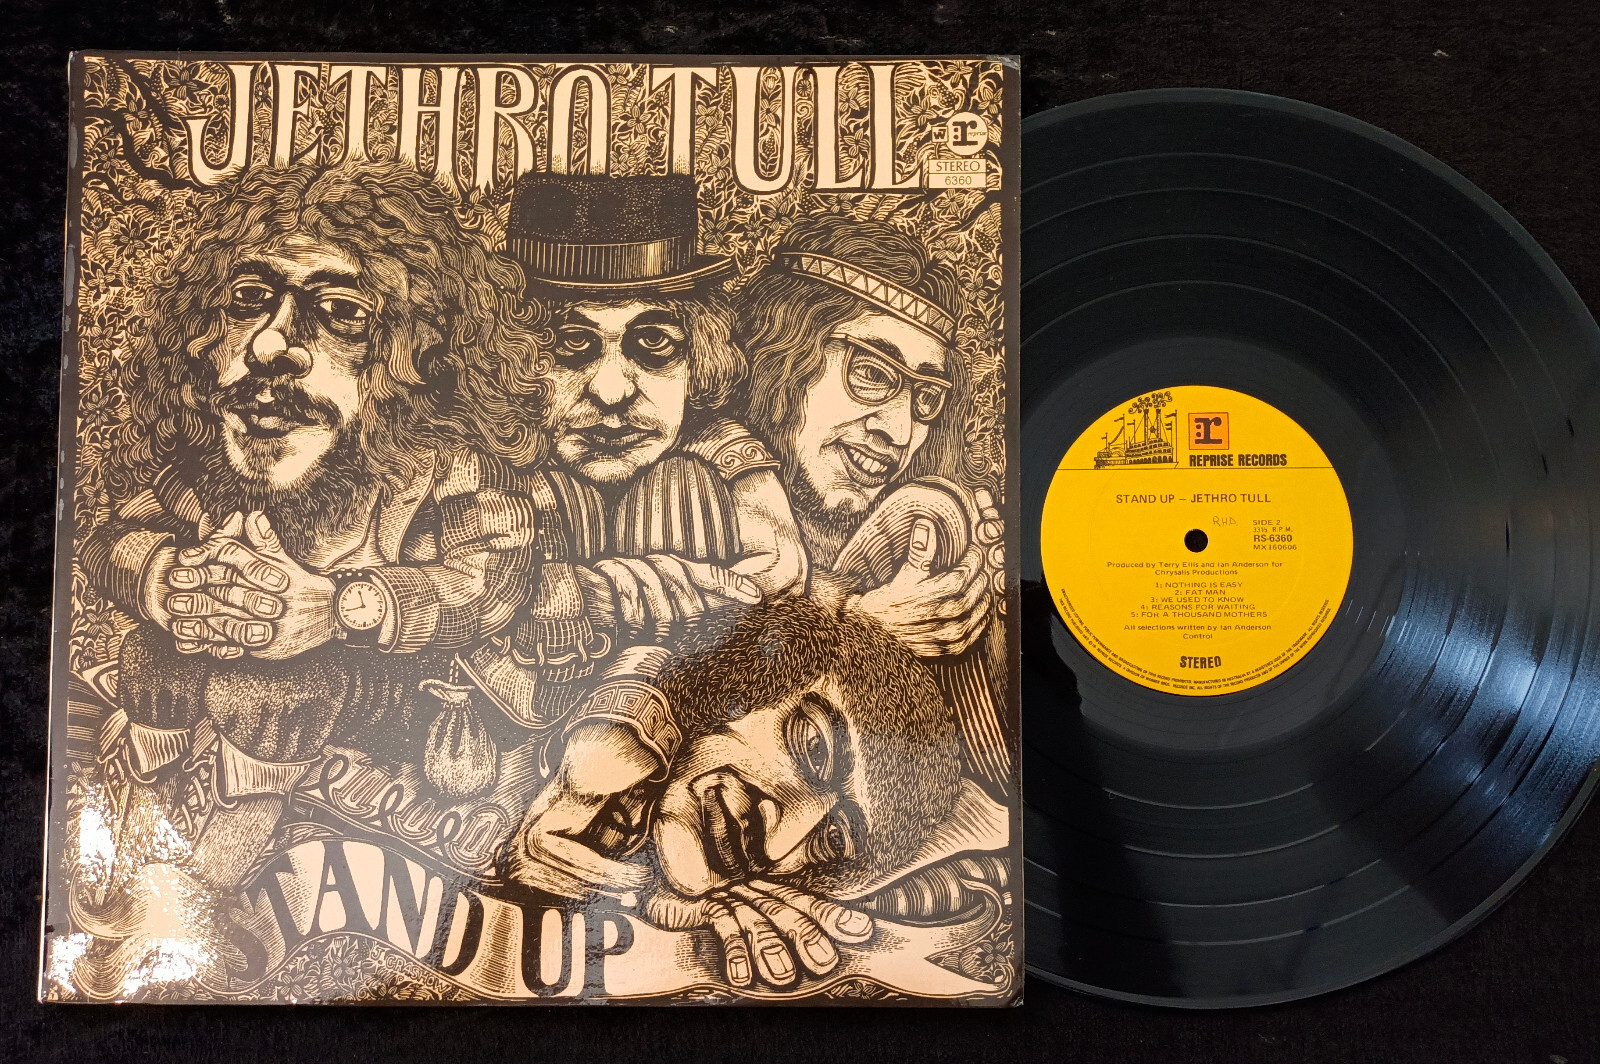 JETHRO TULL
W
r
reprise
STEREO
6360
STAND UP
J. GRASHOW
r
REPRISE RECORDS
STAND UP – JETHRO TULL
RHD
SIDE 2
33⅓ R.P.M.
RS-6360
MX160606
Produced by Terry Ellis and Ian Anderson for
Chrysalis Productions
1: NOTHING IS EASY
2: FAT MAN
3: WE USED TO KNOW
4: REASONS FOR WAITING
5: FOR A THOUSAND MOTHERS
All selections written by Ian Anderson
Control
STEREO